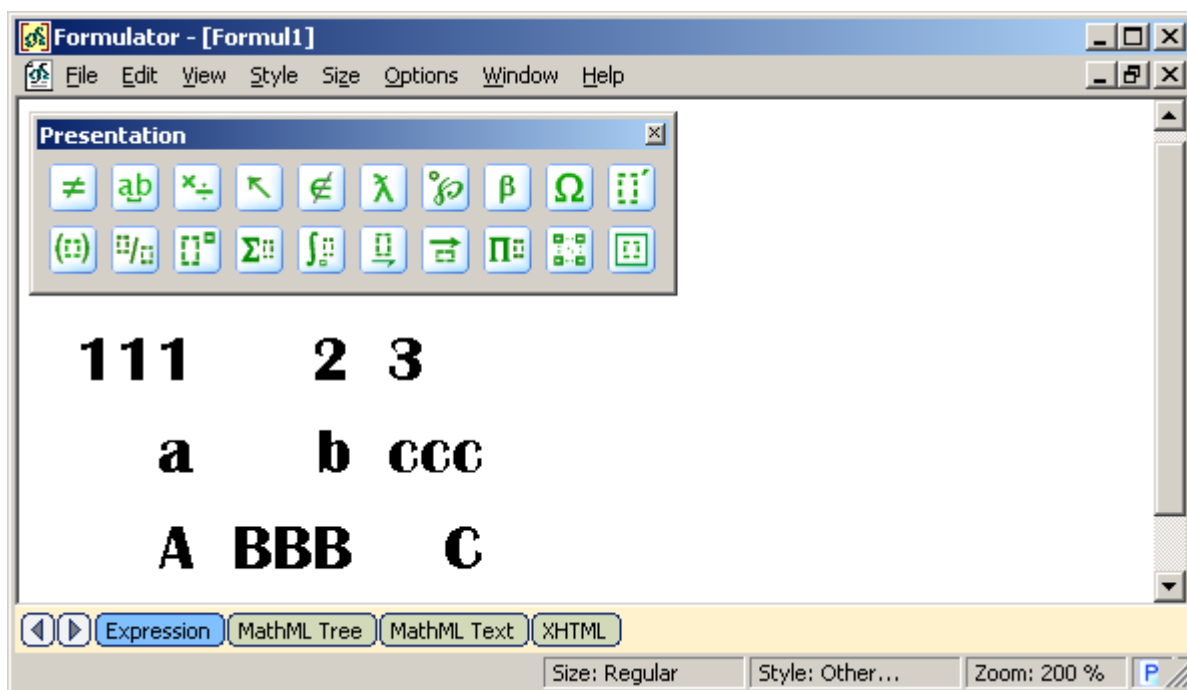 Formulator - [Formul1]
File Edit View Style Size Options Window Help
Presentation
≠ ab × ÷ ↖ ∉ ƛ °℘ β Ω [ ]´
( ) / [ ] Σ ∫ [ ] → Π
111 2 3
a b ccc
A BBB C
Expression MathML Tree MathML Text XHTML
Size: Regular Style: Other... Zoom: 200 % P